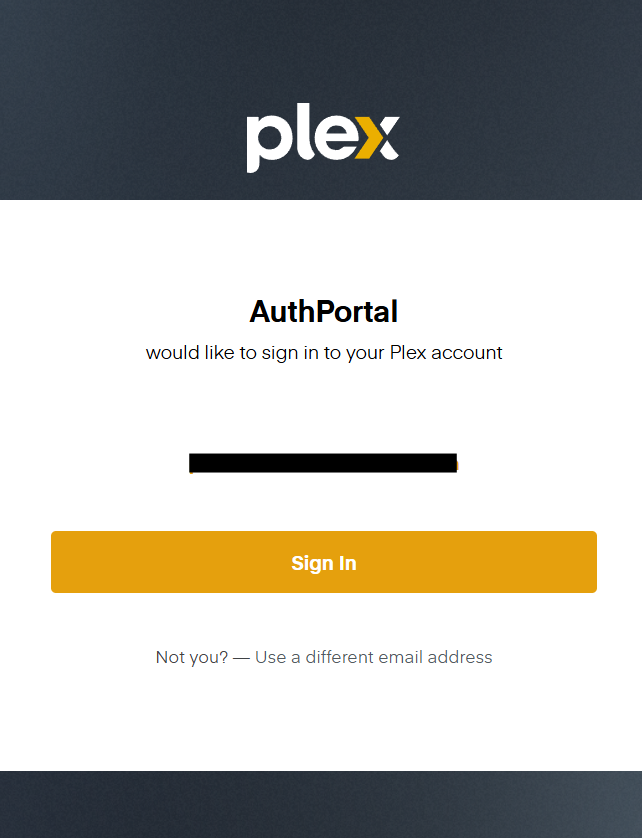 plex
AuthPortal
would like to sign in to your Plex account
Sign In
Not you? — Use a different email address